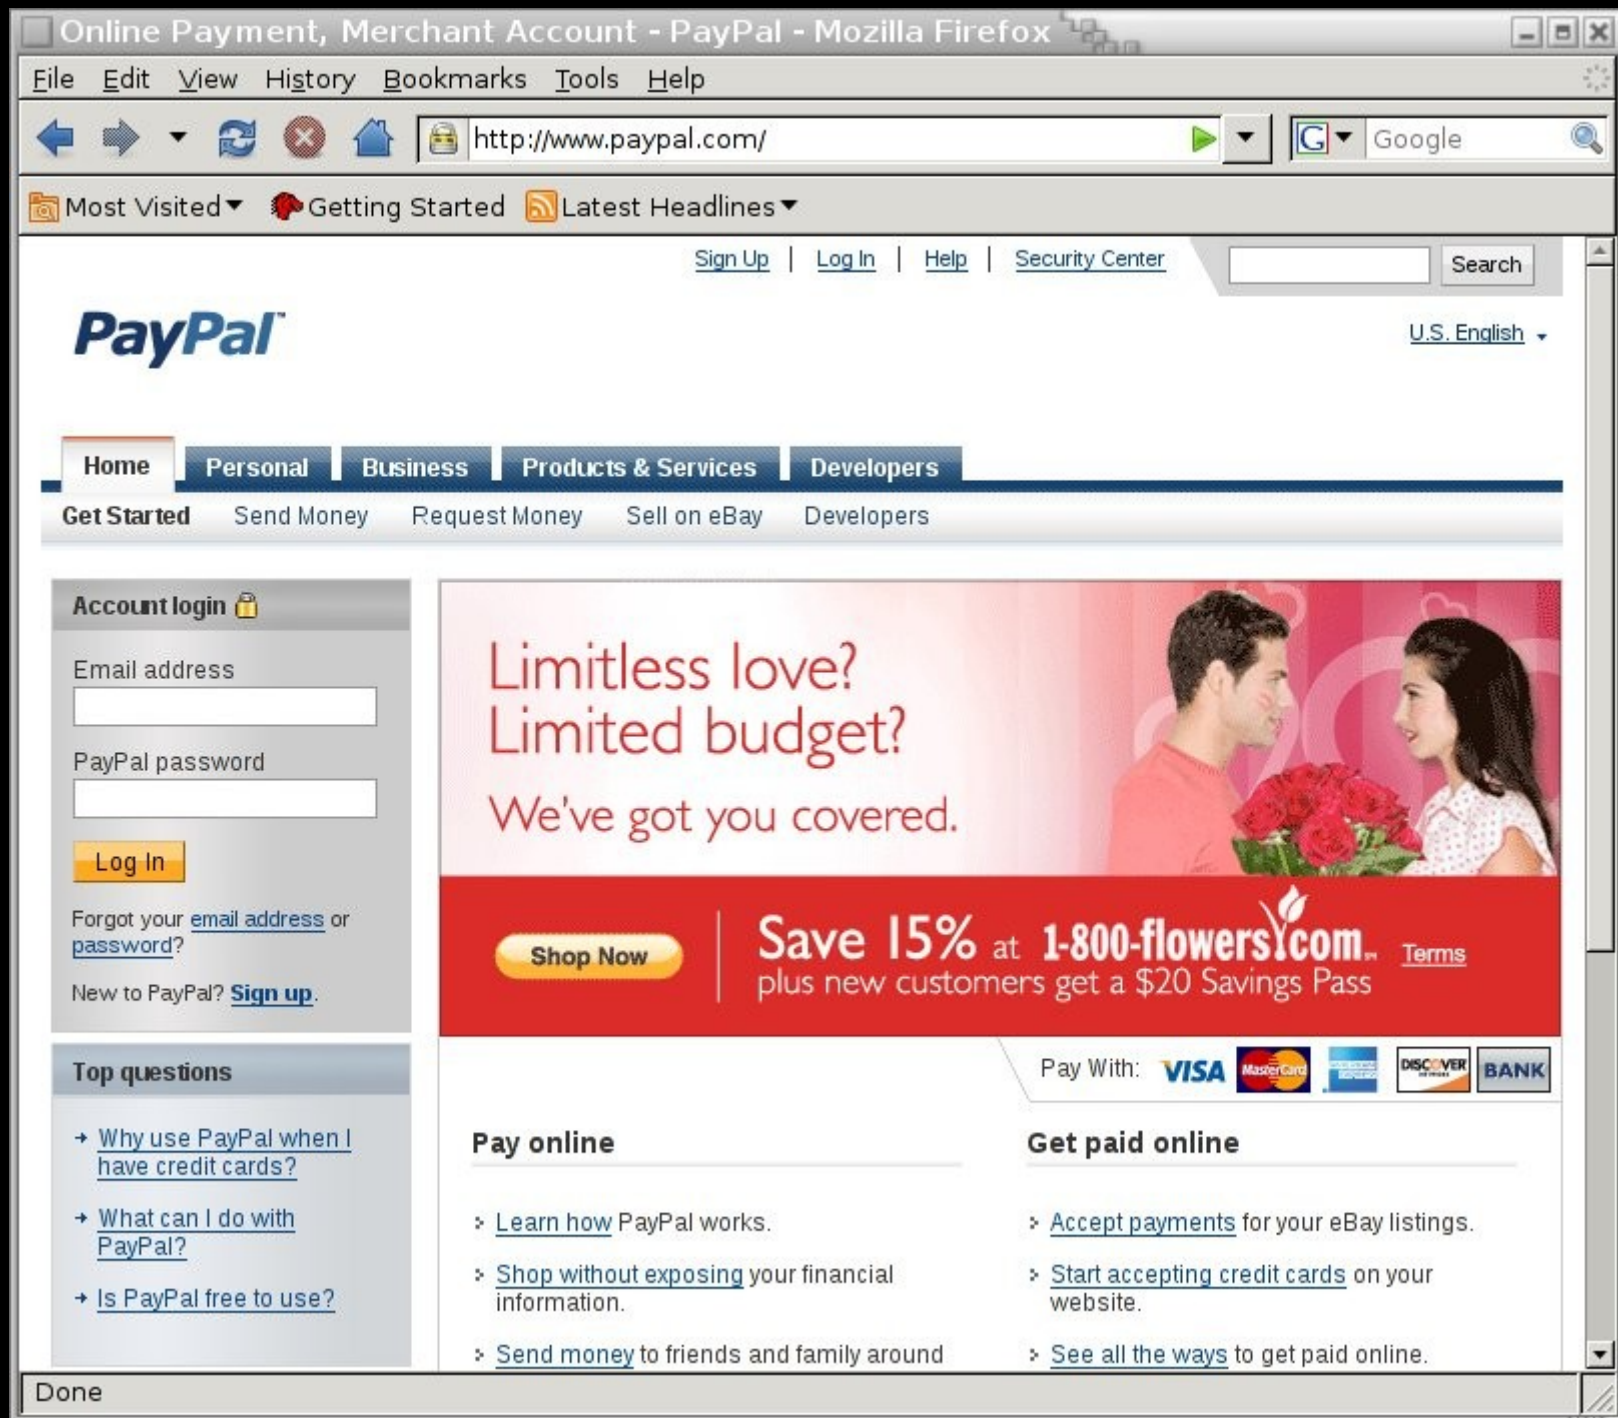 Online Payment, Merchant Account - PayPal - Mozilla Firefox
File Edit View History Bookmarks Tools Help
http://www.paypal.com/
G Google
Most Visited Getting Started Latest Headlines
Sign Up | Log In | Help | Security Center Search
PayPal™
U.S. English
Home Personal Business Products & Services Developers
Get Started Send Money Request Money Sell on eBay Developers
Account login
Email address
PayPal password
Log In
Forgot your email address or
password?
New to PayPal? Sign up.
Top questions
Why use PayPal when I
have credit cards?
What can I do with
PayPal?
Is PayPal free to use?
Limitless love?
Limited budget?
We've got you covered.
Shop Now
Save 15% at 1-800-flowers.com
plus new customers get a $20 Savings Pass
Terms
Pay With: VISA MasterCard DISCOVER BANK
Pay online
Learn how PayPal works.
Shop without exposing your financial
information.
Send money to friends and family around
Get paid online
Accept payments for your eBay listings.
Start accepting credit cards on your
website.
See all the ways to get paid online.
Done